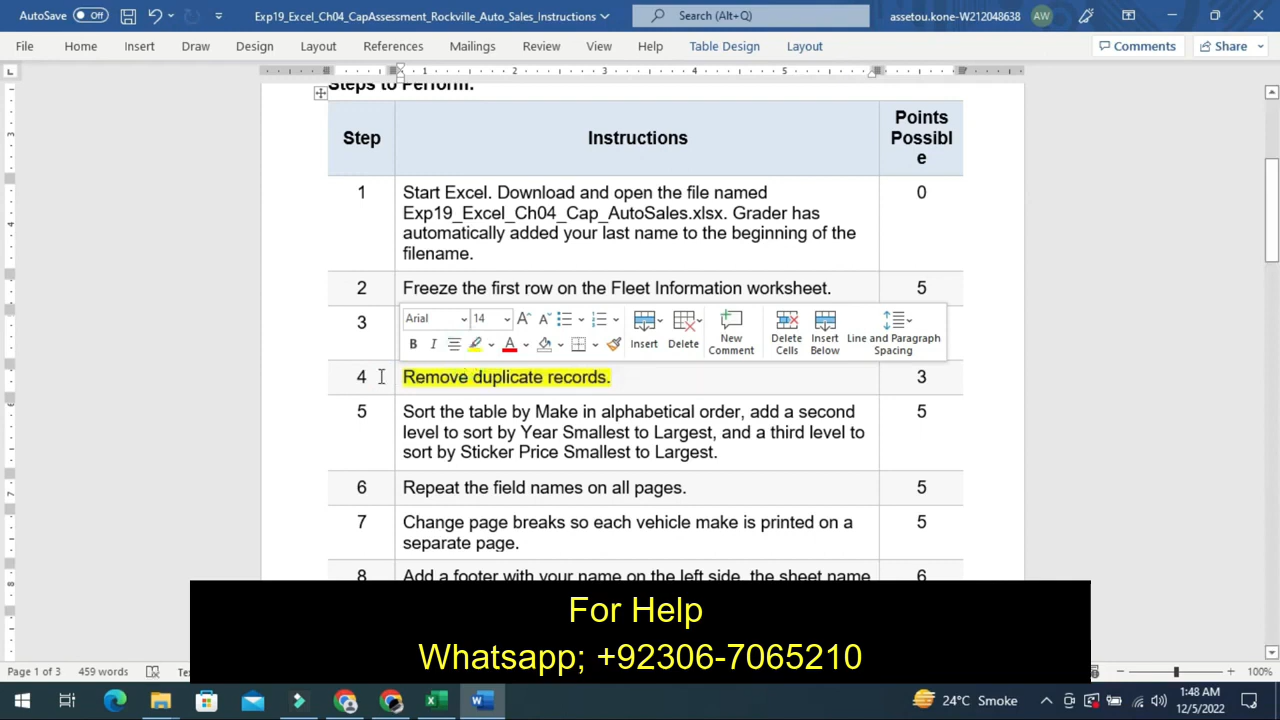 AutoSave Off Exp19_Excel_Ch04_CapAssessment_Rockville_Auto_Sales_Instructions Search (Alt+Q) assetou.kone-W212048638 AW
File Home Insert Draw Design Layout References Mailings Review View Help Table Design Layout Comments Share
1 2 3 4 5
Steps to Perform:
Step Instructions Points
Possibl
e
1 Start Excel. Download and open the file named 0
Exp19_Excel_Ch04_Cap_AutoSales.xlsx. Grader has
automatically added your last name to the beginning of the
filename.
2 Freeze the first row on the Fleet Information worksheet. 5
3
Arial 14 Insert Delete New
Comment Delete
Cells Insert
Below Line and Paragraph
Spacing
4 Remove duplicate records. 3
5 Sort the table by Make in alphabetical order, add a second 5
level to sort by Year Smallest to Largest, and a third level to
sort by Sticker Price Smallest to Largest.
6 Repeat the field names on all pages. 5
7 Change page breaks so each vehicle make is printed on a 5
separate page.
8 Add a footer with your name on the left side, the sheet name 6
For Help
Whatsapp; +92306-7065210
Page 1 of 3 459 words 100%
24°C Smoke 1:48 AM
12/5/2022